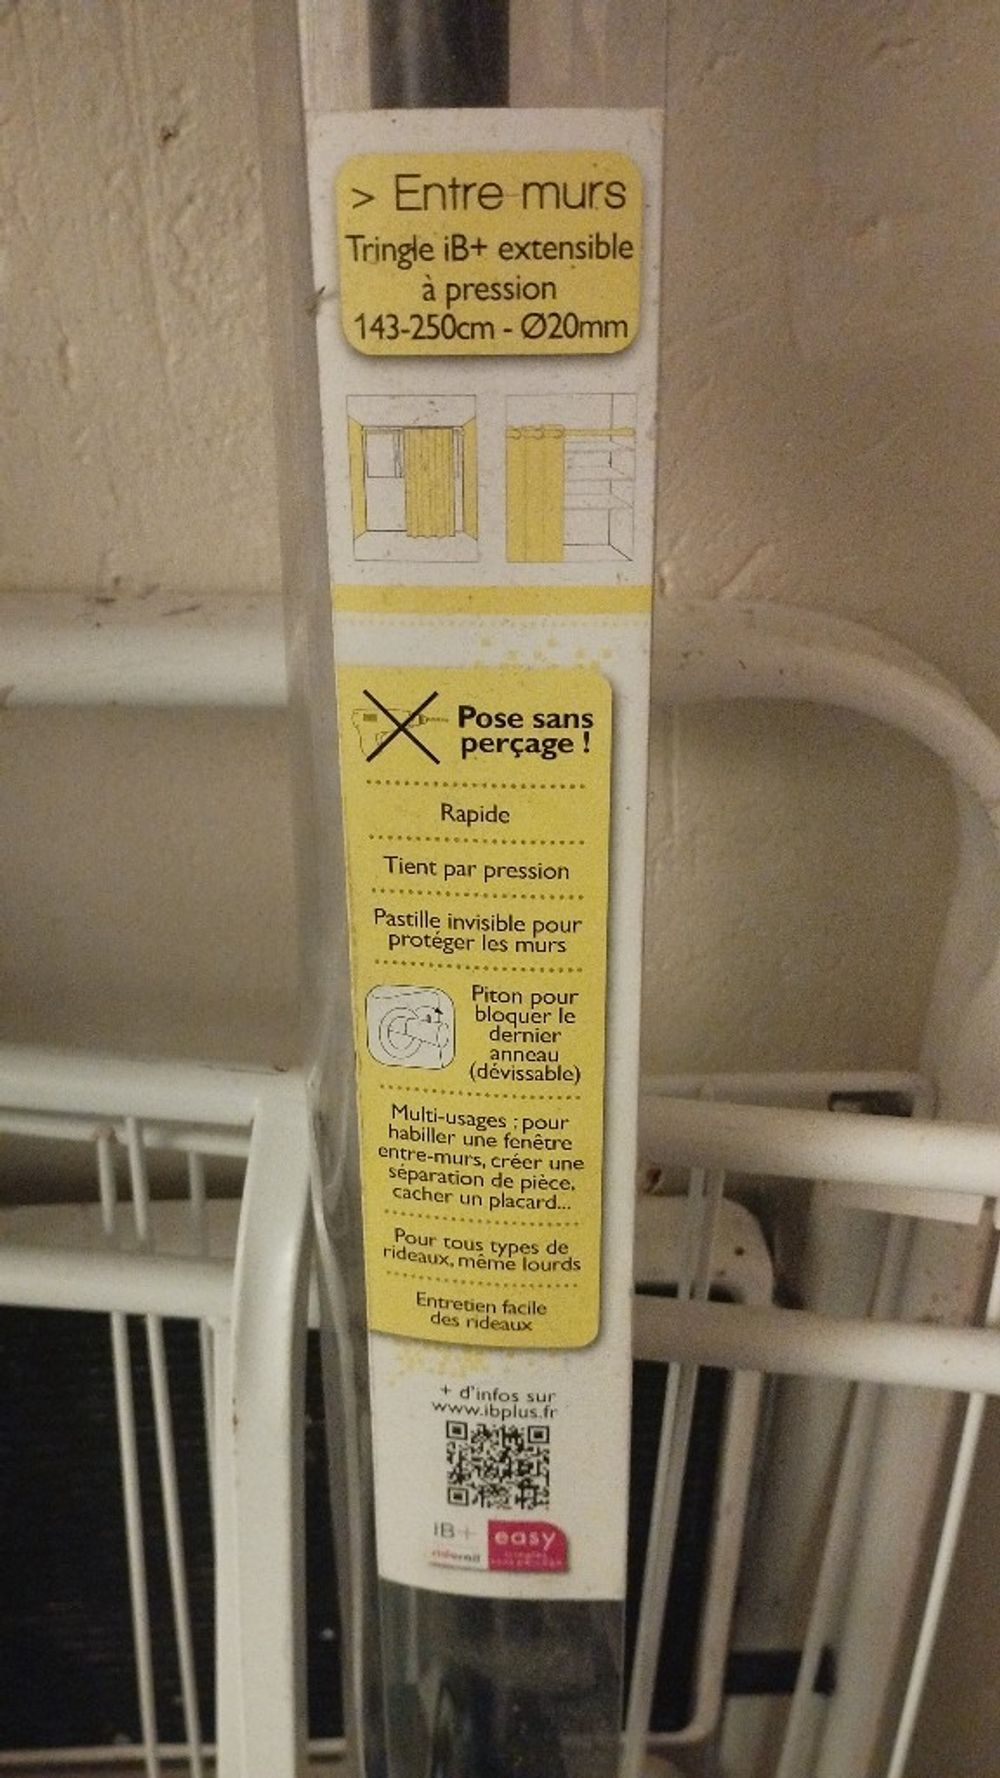 > Entre murs
Tringle iB+ extensible
à pression
143-250cm - Ø20mm
Pose sans
perçage !
Rapide
Tient par pression
Pastille invisible pour
protéger les murs
Piton pour
bloquer le
dernier
anneau
(dévissable)
Multi-usages : pour
habiller une fenêtre
entre-murs, créer une
séparation de pièce,
cacher un placard...
Pour tous types de
rideaux, même lourds
Entretien facile
des rideaux
+ d'infos sur
www.ibplus.fr
iB+
easy